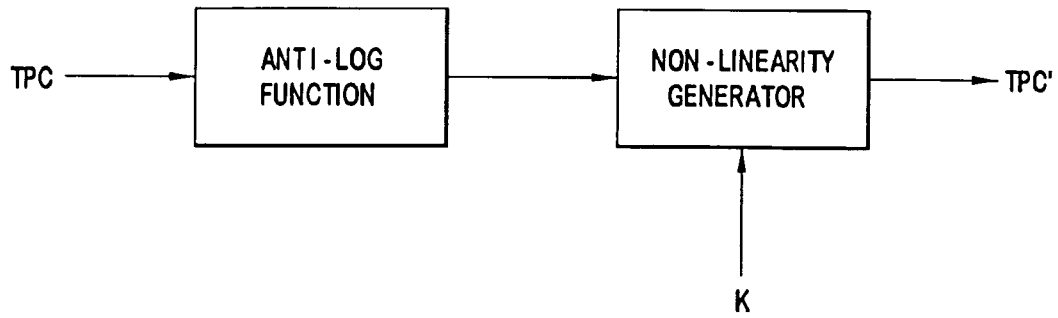 TPC
ANTI-LOG
FUNCTION
NON-LINEARITY
GENERATOR
TPC'
K